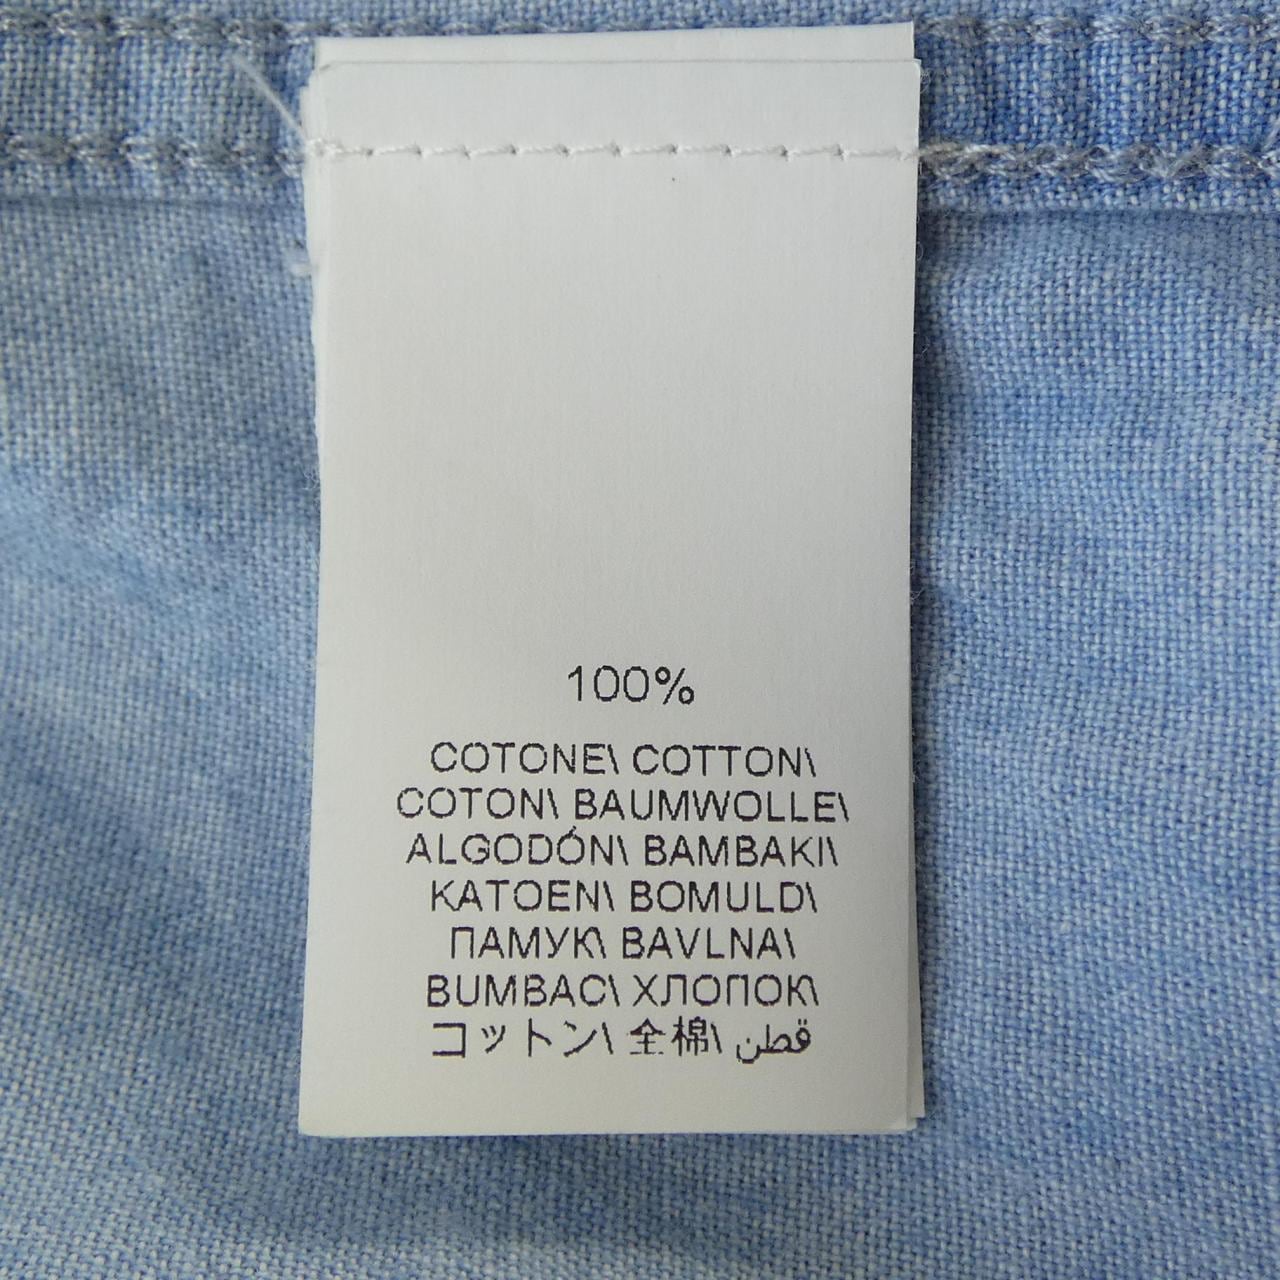 100%
COTONE\ COTTON\
COTON\ BAUMWOLLE\
ALGODÓN\ BAMBAKI\
KATOEN\ BOMULD\
ПАМУК\ BAVLNA\
BUMBAC\ ХЛОПОК\
コットン\ 全棉\ قطن